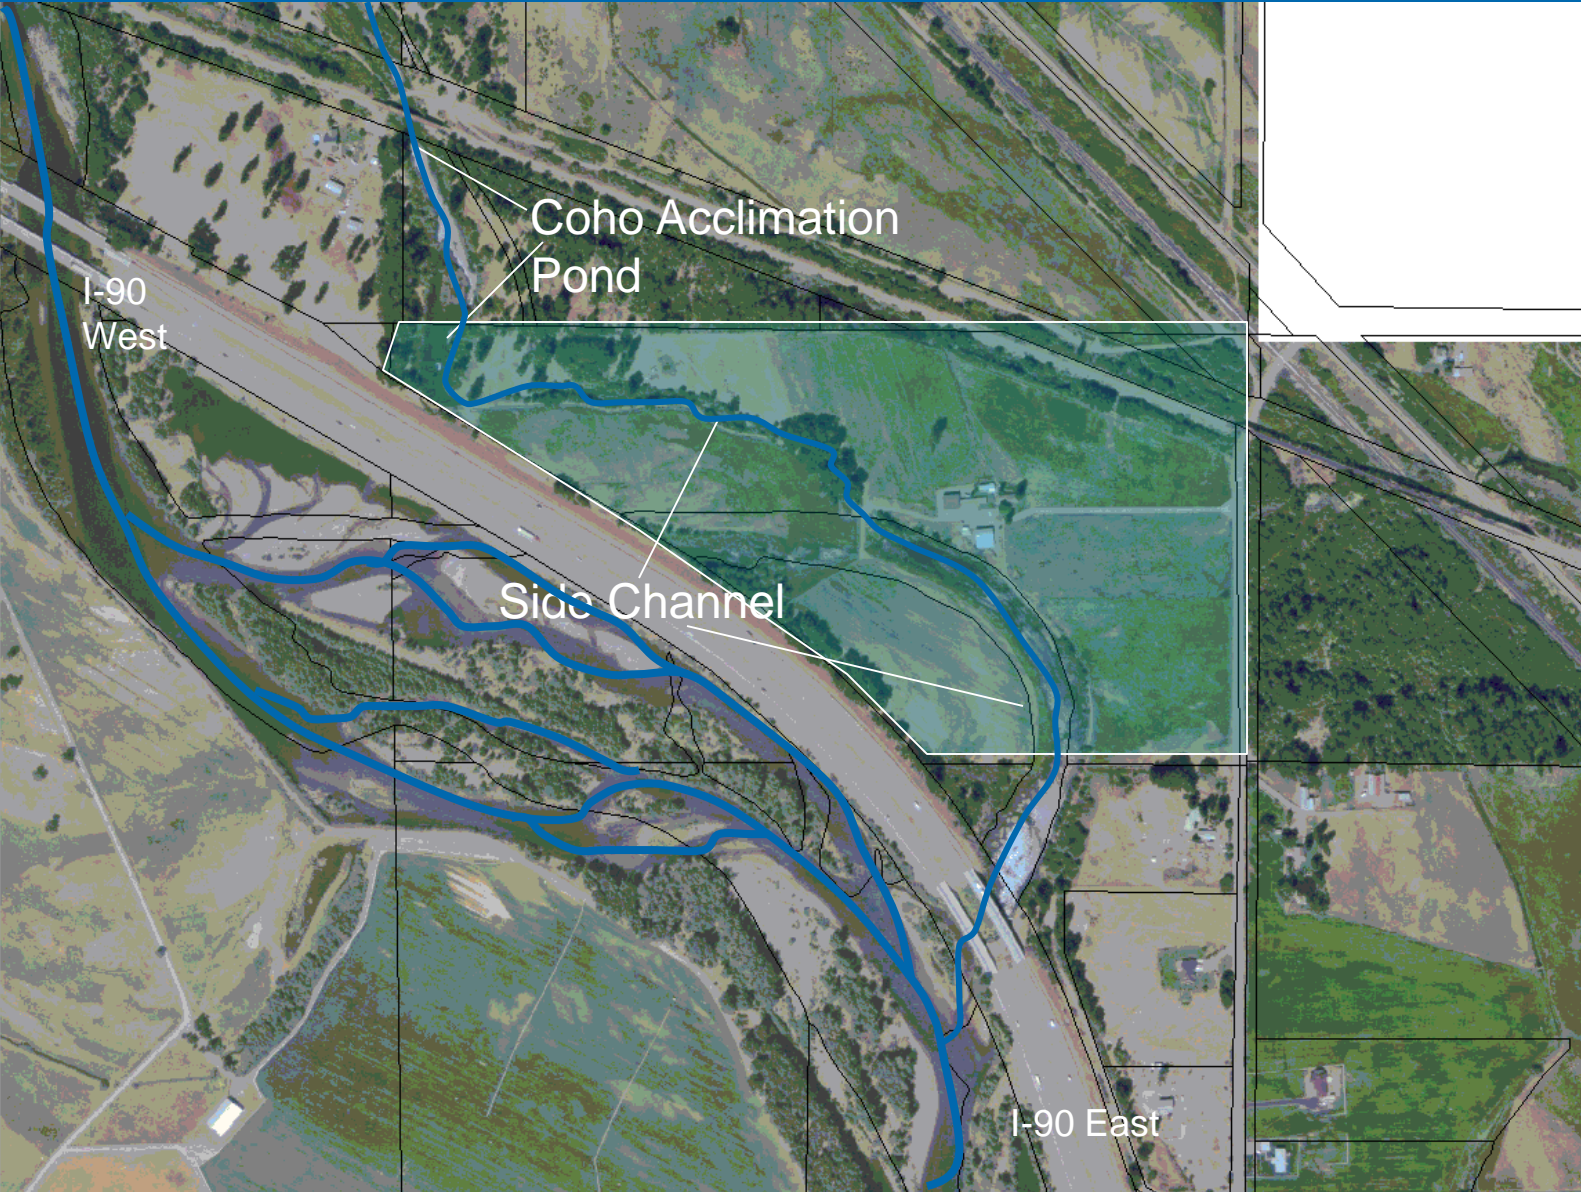 Coho Acclimation
Pond
I-90
West
Side Channel
I-90 East